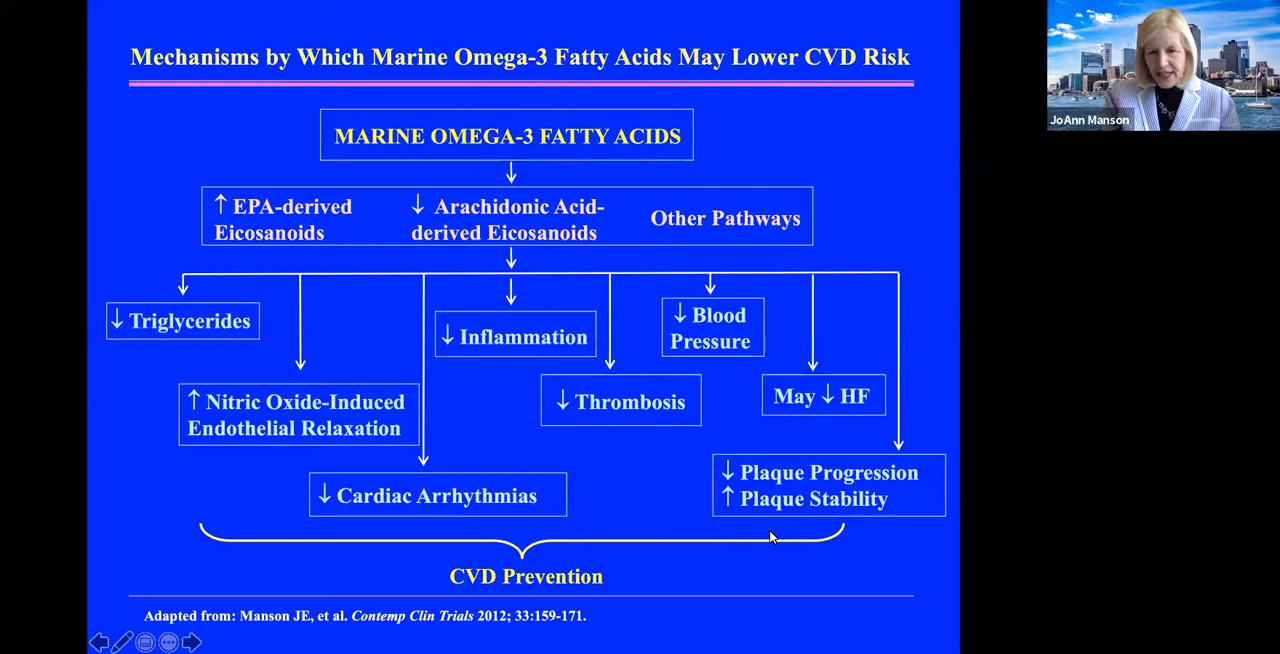 Mechanisms by Which Marine Omega-3 Fatty Acids May Lower CVD Risk
MARINE OMEGA-3 FATTY ACIDS
↑ EPA-derived
Eicosanoids
↓ Arachidonic Acid-
derived Eicosanoids
Other Pathways
↓ Triglycerides
↑ Nitric Oxide-Induced
Endothelial Relaxation
↓ Cardiac Arrhythmias
↓ Inflammation
↓ Thrombosis
↓ Blood
Pressure
May ↓ HF
↓ Plaque Progression
↑ Plaque Stability
CVD Prevention
Adapted from: Manson JE, et al. Contemp Clin Trials 2012; 33:159-171.
JoAnn Manson